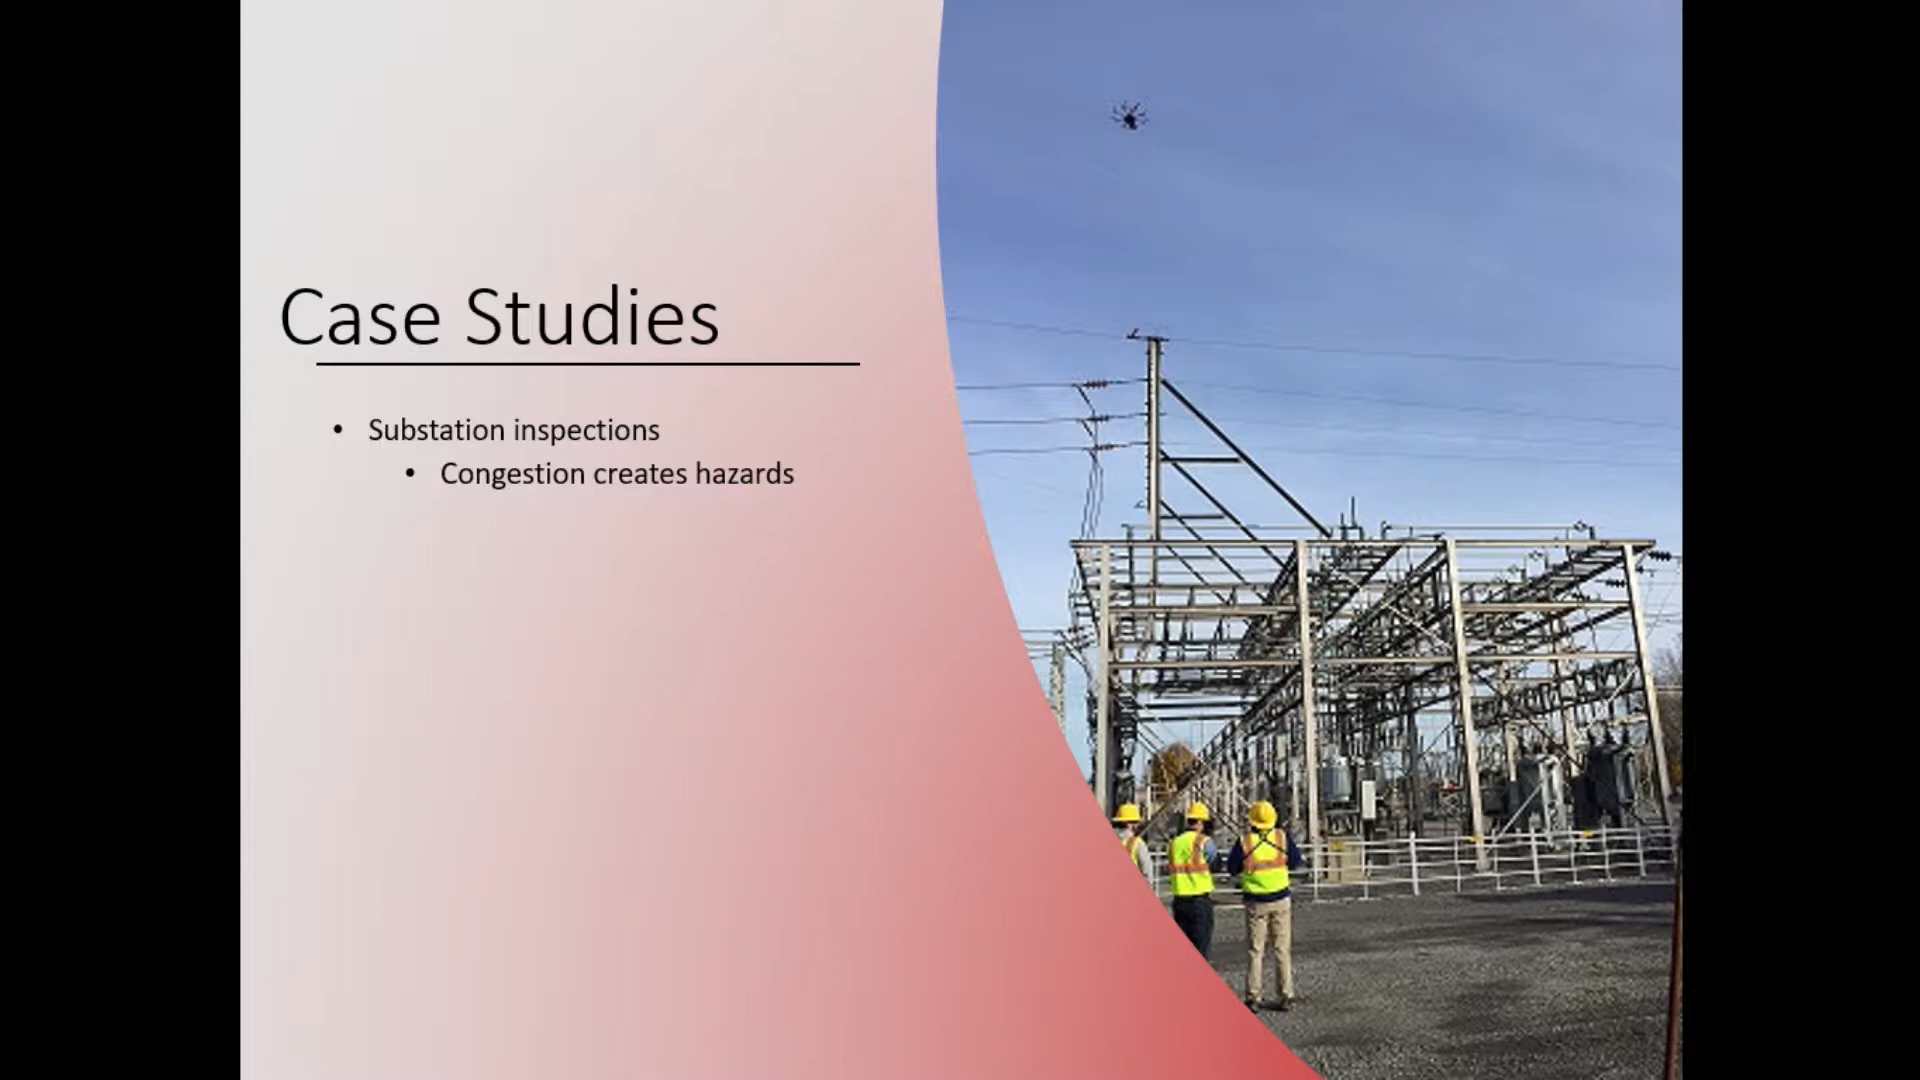 Case Studies
• Substation inspections
• Congestion creates hazards